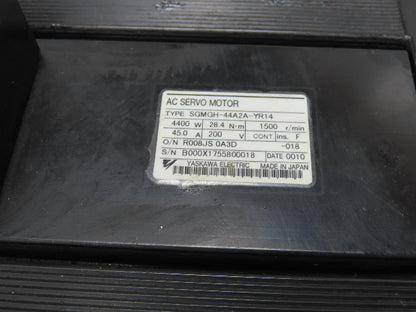 AC SERVO MOTOR
TYPE SGMGH-44A2A-YR14
4400 W 28.4 N·m 1500 r/min
45.0 A 200 V CONT ins. F
O/N R008JS 0A3D -018
S/N B000X1755800018 DATE 0010
YASKAWA ELECTRIC MADE IN JAPAN